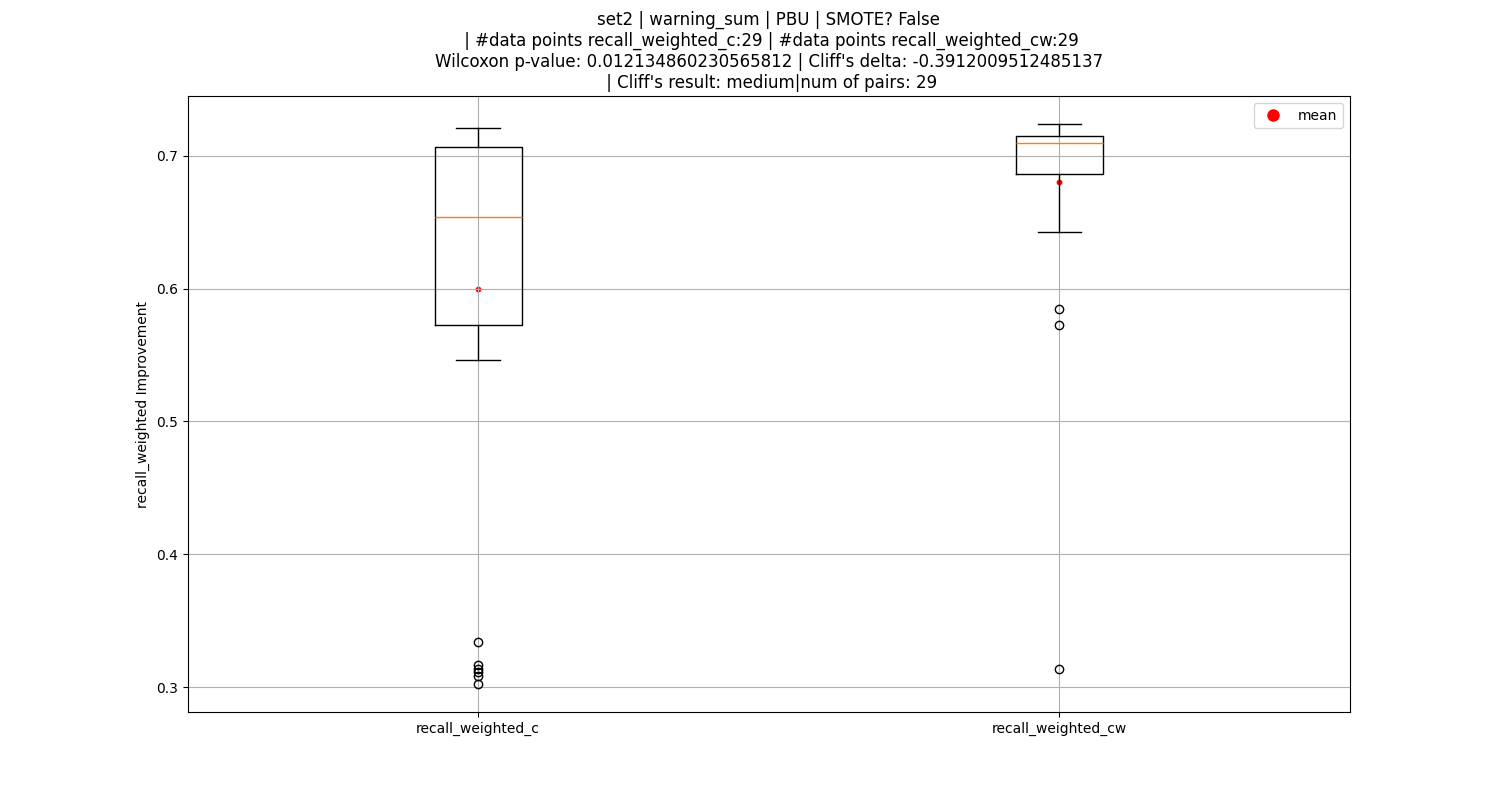 set2 | warning_sum | PBU | SMOTE? False
| #data points recall_weighted_c:29 | #data points recall_weighted_cw:29
Wilcoxon p-value: 0.012134860230565812 | Cliff's delta: -0.3912009512485137
| Cliff's result: medium|num of pairs: 29
mean
0.7
0.6
0.5
0.4
0.3
recall_weighted Improvement
recall_weighted_c
recall_weighted_cw